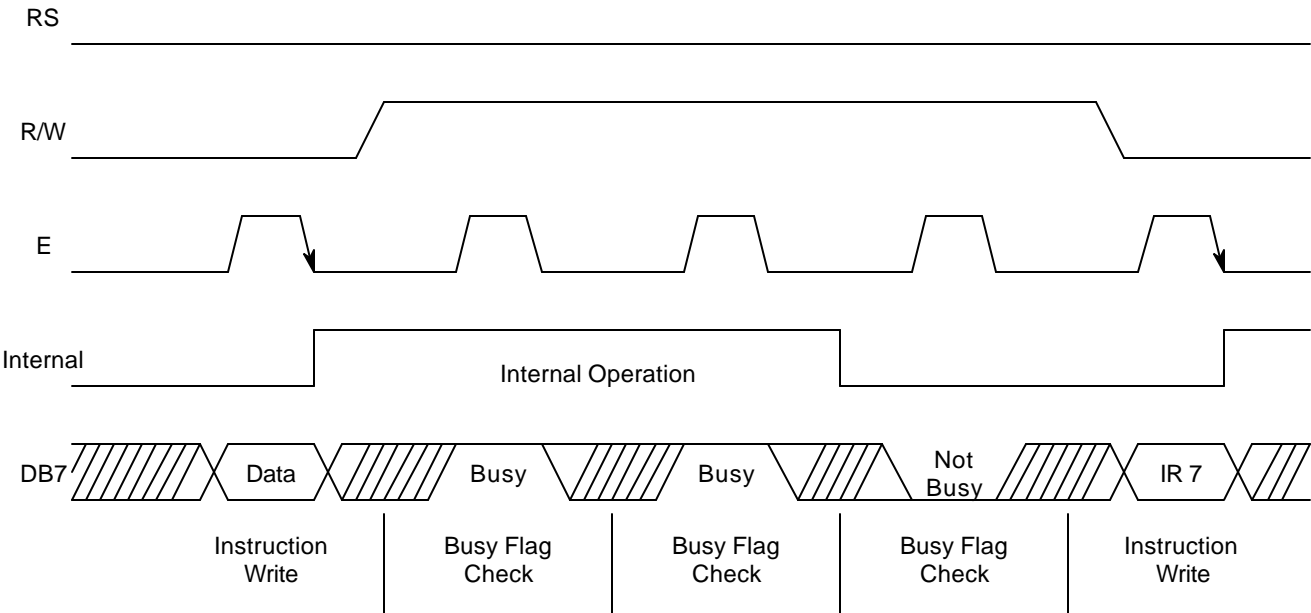 RS
R/W
E
Internal
Internal Operation
DB7
Data
Busy
Busy
Not
Busy
IR 7
Instruction
Write
Busy Flag
Check
Busy Flag
Check
Busy Flag
Check
Instruction
Write